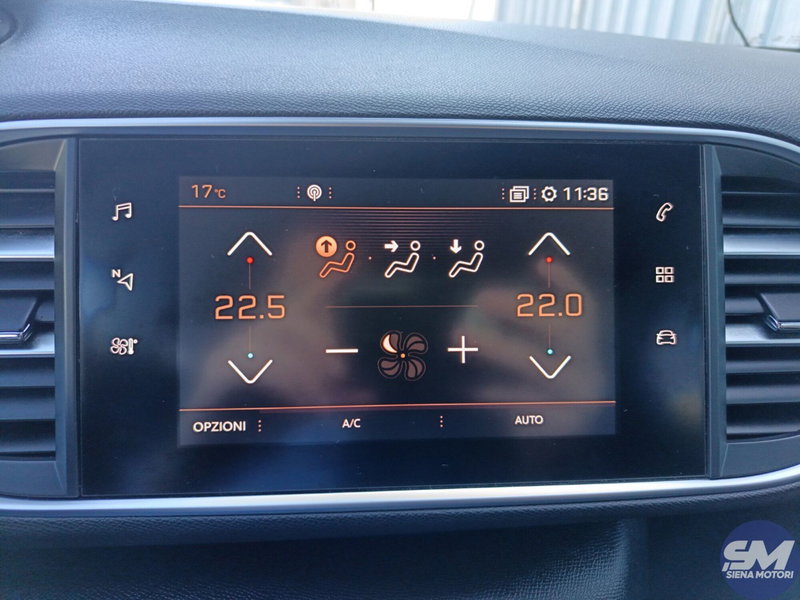 17°C 11:36
N
22.5 22.0
OPZIONI A/C AUTO
SM
SIENA MOTORI